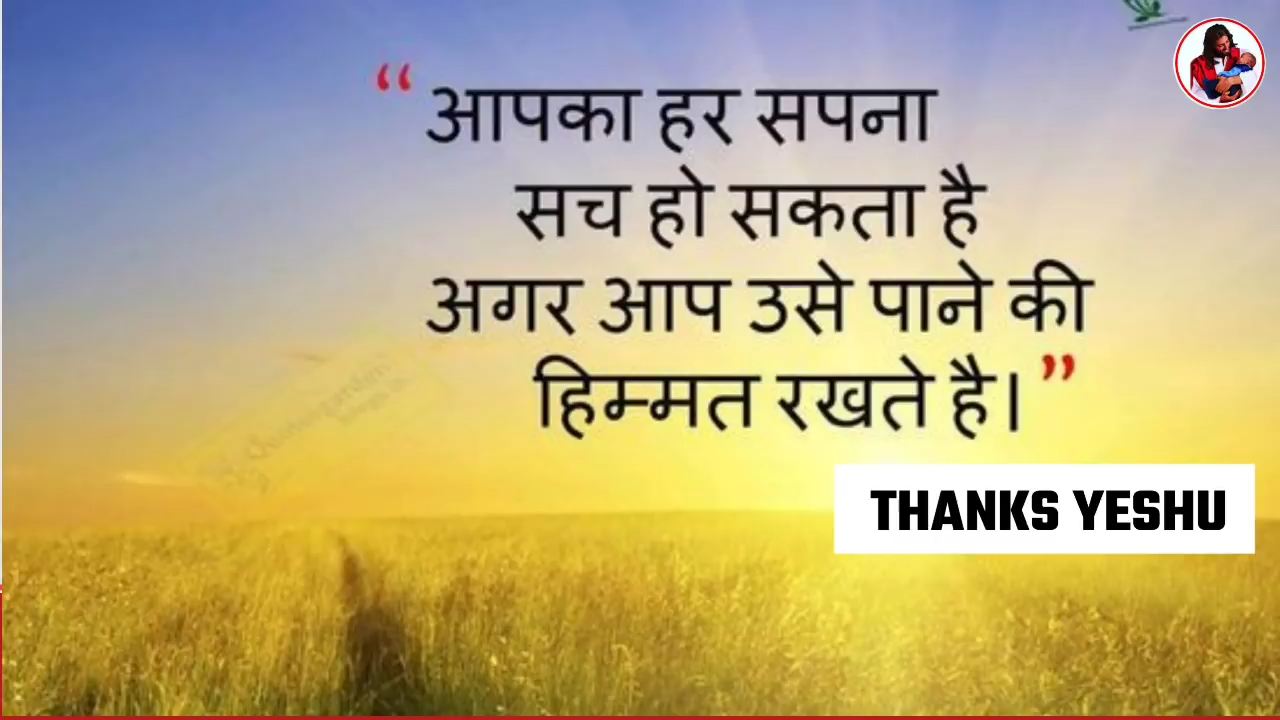 “आपका हर सपना
सच हो सकता है
अगर आप उसे पाने की
हिम्मत रखते है।”
THANKS YESHU